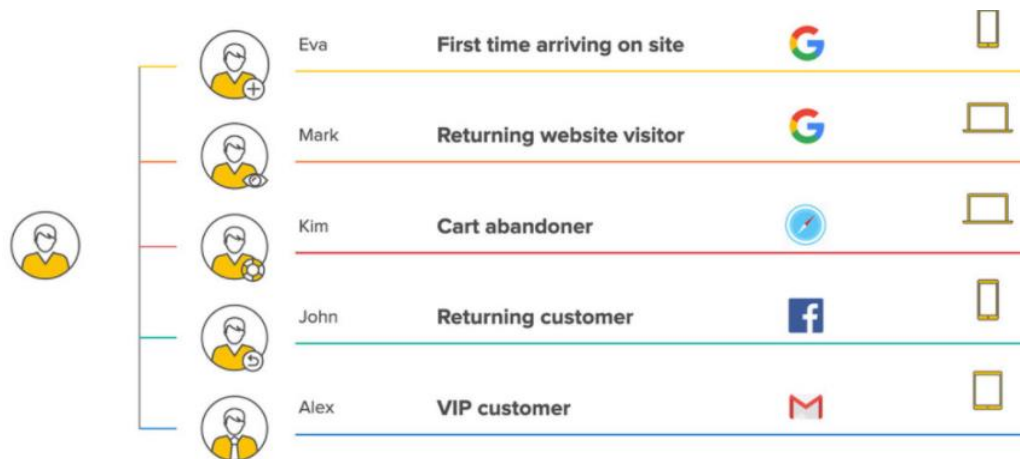 Eva First time arriving on site
Mark Returning website visitor
Kim Cart abandoner
John Returning customer
Alex VIP customer